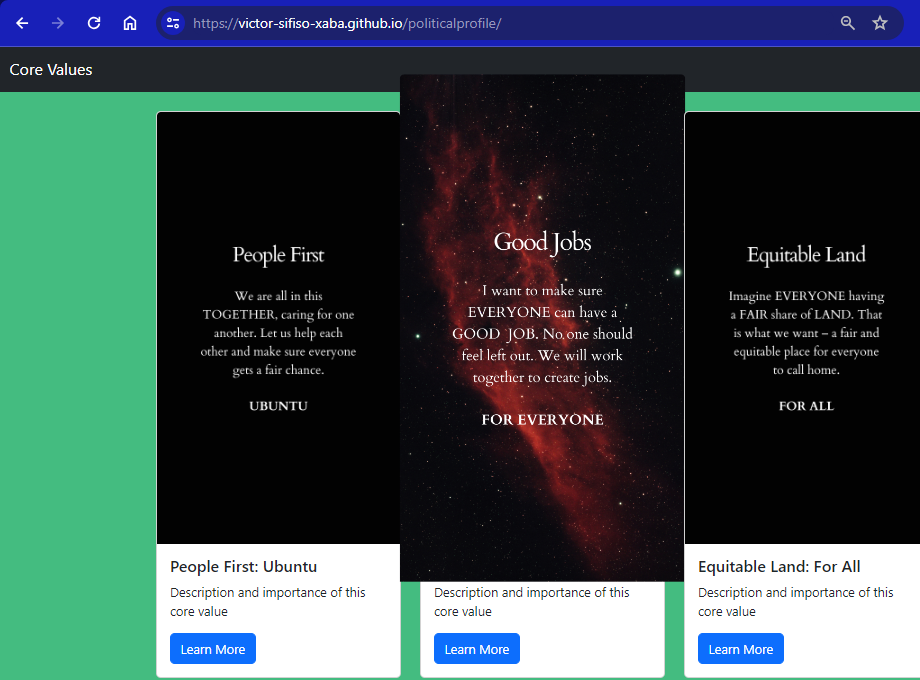 https://victor-sifiso-xaba.github.io/politicalprofile/
Core Values
People First
We are all in this
TOGETHER, caring for one
another. Let us help each
other and make sure everyone
gets a fair chance.
UBUNTU
People First: Ubuntu
Description and importance of this
core value
Learn More
Good Jobs
I want to make sure
EVERYONE can have a
GOOD JOB. No one should
feel left out. We will work
together to create jobs.
FOR EVERYONE
Description and importance of this
core value
Learn More
Equitable Land
Imagine EVERYONE having
a FAIR share of LAND. That
is what we want – a fair and
equitable place for everyone
to call home.
FOR ALL
Equitable Land: For All
Description and importance of this
core value
Learn More